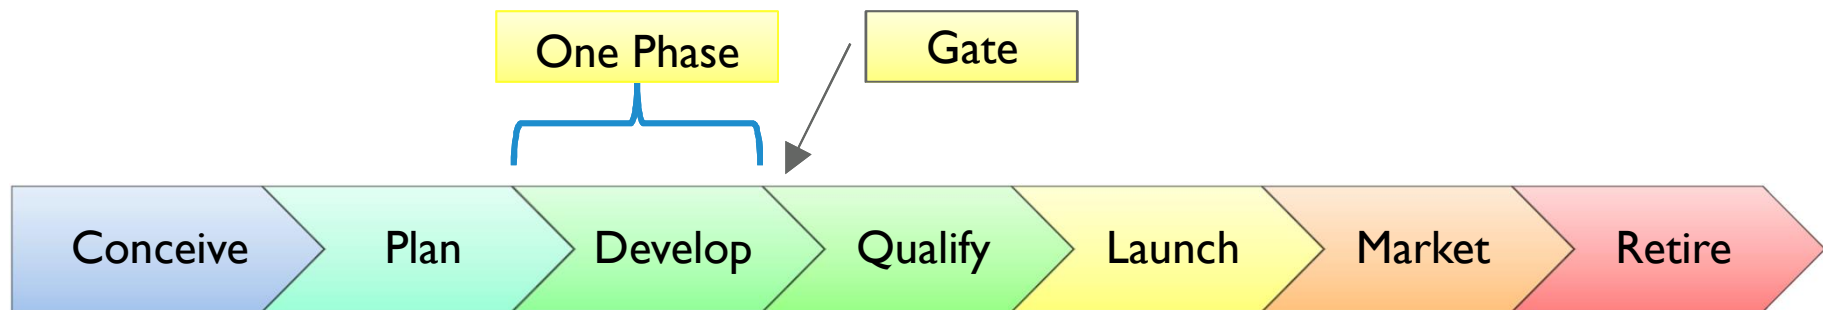 One Phase
Gate
Conceive
Plan
Develop
Qualify
Launch
Market
Retire